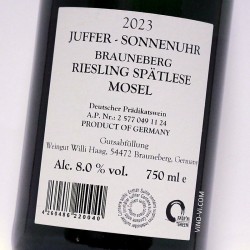 2023
JUFFER - SONNENUHR
BRAUNEBERG
RIESLING SPÄTLESE
MOSEL
Deutscher Prädikatswein
A.P. Nr.: 2 577 049 11 24
PRODUCT OF GERMANY
Gutsabfüllung
Weingut Willi Haag, 54472 Brauneberg, Germany
Alc. 8.0 % vol. 750 ml e
VINO-VI.COM